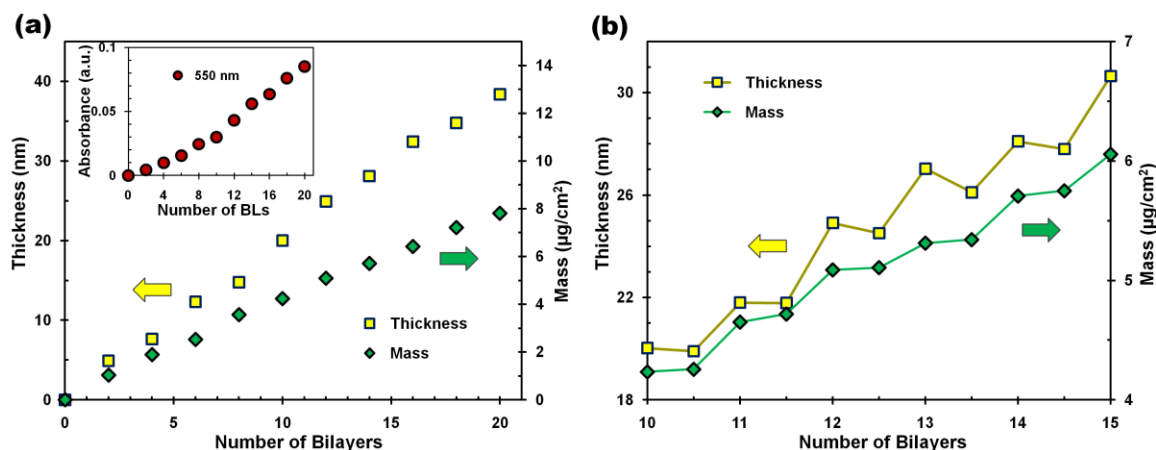 (a)
Thickness (nm)
0
10
20
30
40
0
5
10
15
20
Number of Bilayers
0
2
4
6
8
10
12
14
Mass (µg/cm²)
Thickness
Mass
Absorbance (a.u.)
0
0.05
0.1
550 nm
0
4
8
12
16
20
Number of BLs
(b)
Thickness (nm)
18
22
26
30
10
11
12
13
14
15
Number of Bilayers
4
5
6
7
Mass (µg/cm²)
Thickness
Mass